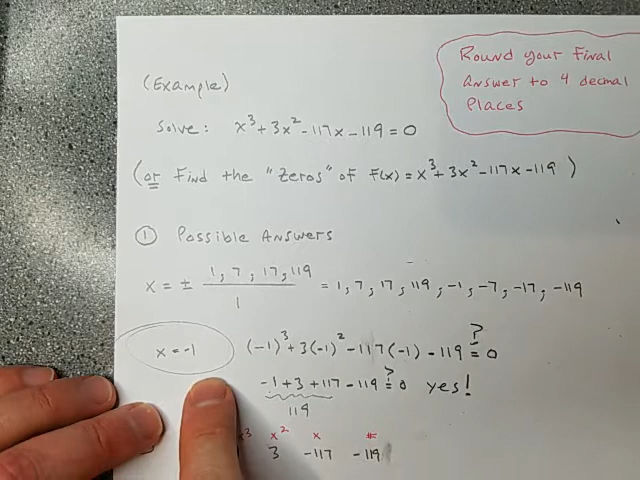 Round your Final
Answer to 4 decimal
Places
(Example)
Solve: x³+3x²-117x-119=0
(or Find the "Zeros" of F(x)=x³+3x²-117x-119)
① Possible Answers
x = ± 1, 7, 17, 119 / 1 = 1, 7, 17, 119, -1, -7, -17, -119
x = -1 (-1)³+3(-1)²-117(-1)-119 ≟ 0
-1+3+117-119 ≟ 0 yes!
119
x³ x² x #
3 -117 -119